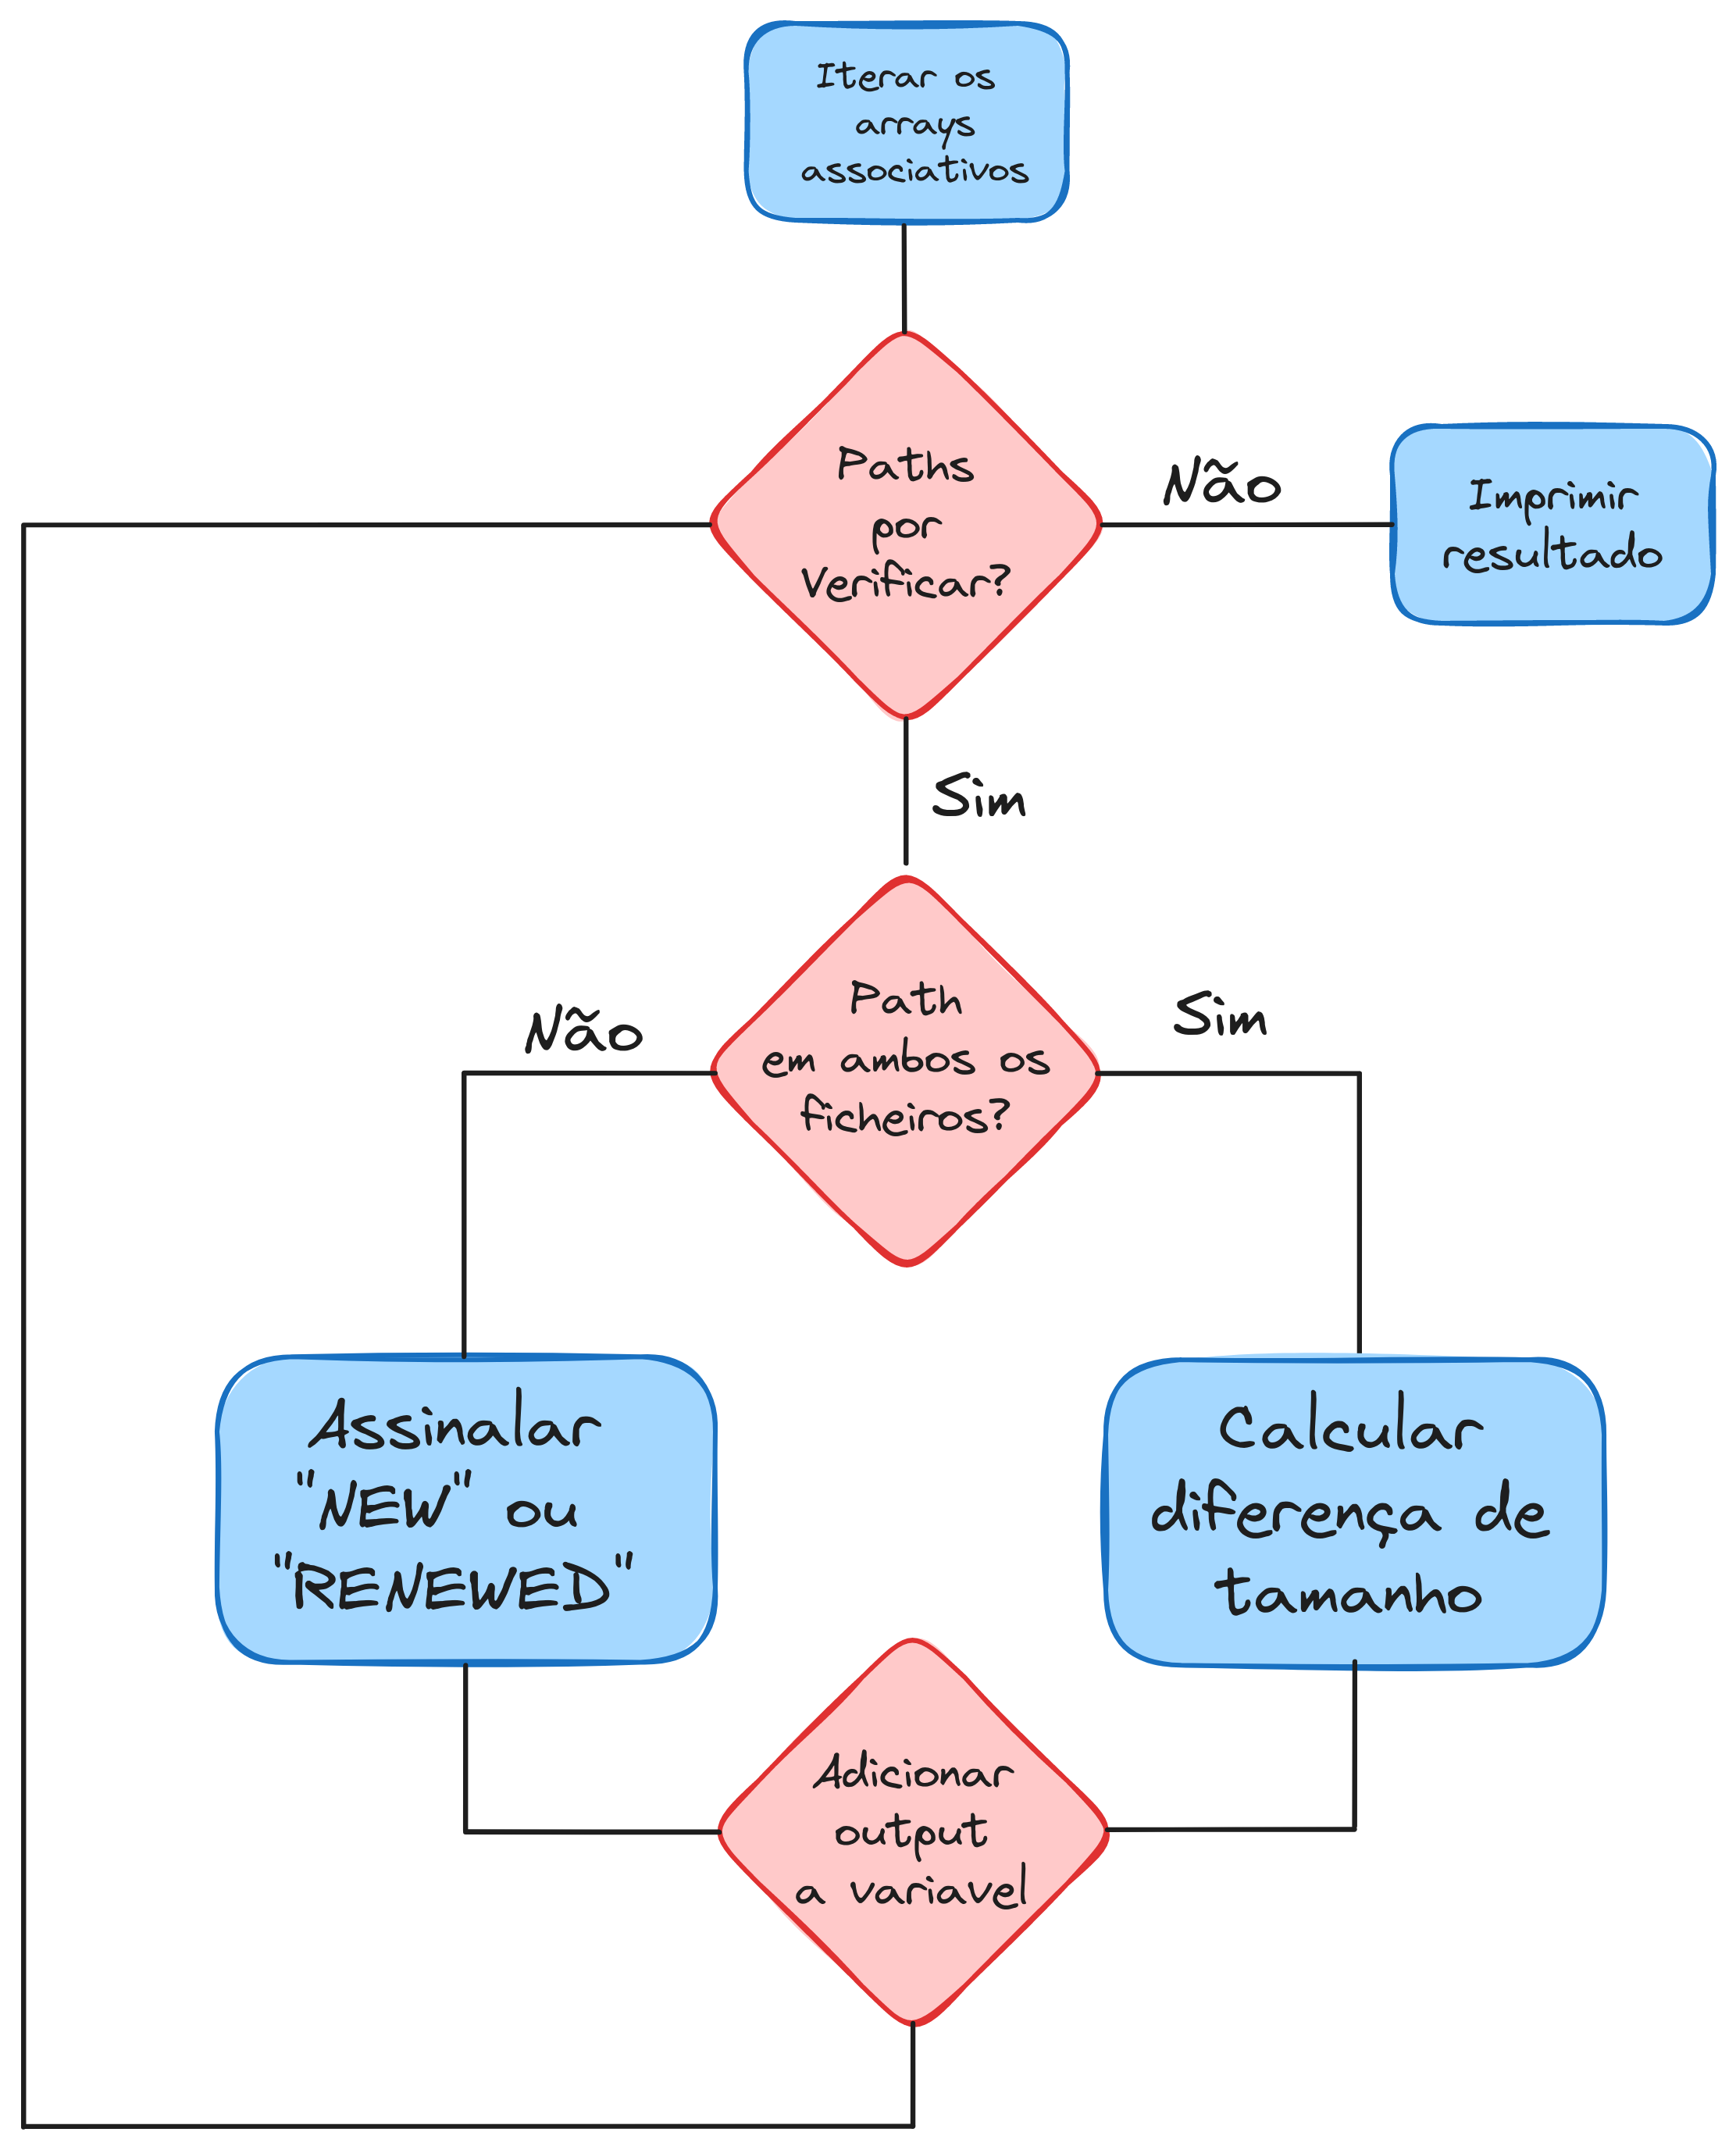 Iterar os
arrays
associativos
Paths
por
Verificar?
Não
Imprimir
resultado
Sim
Path
em ambos os
ficheiros?
Não
Sim
Assinalar
"NEW" ou
"RENEWED"
Calcular
diferença de
tamanho
Adicionar
output
a variavel